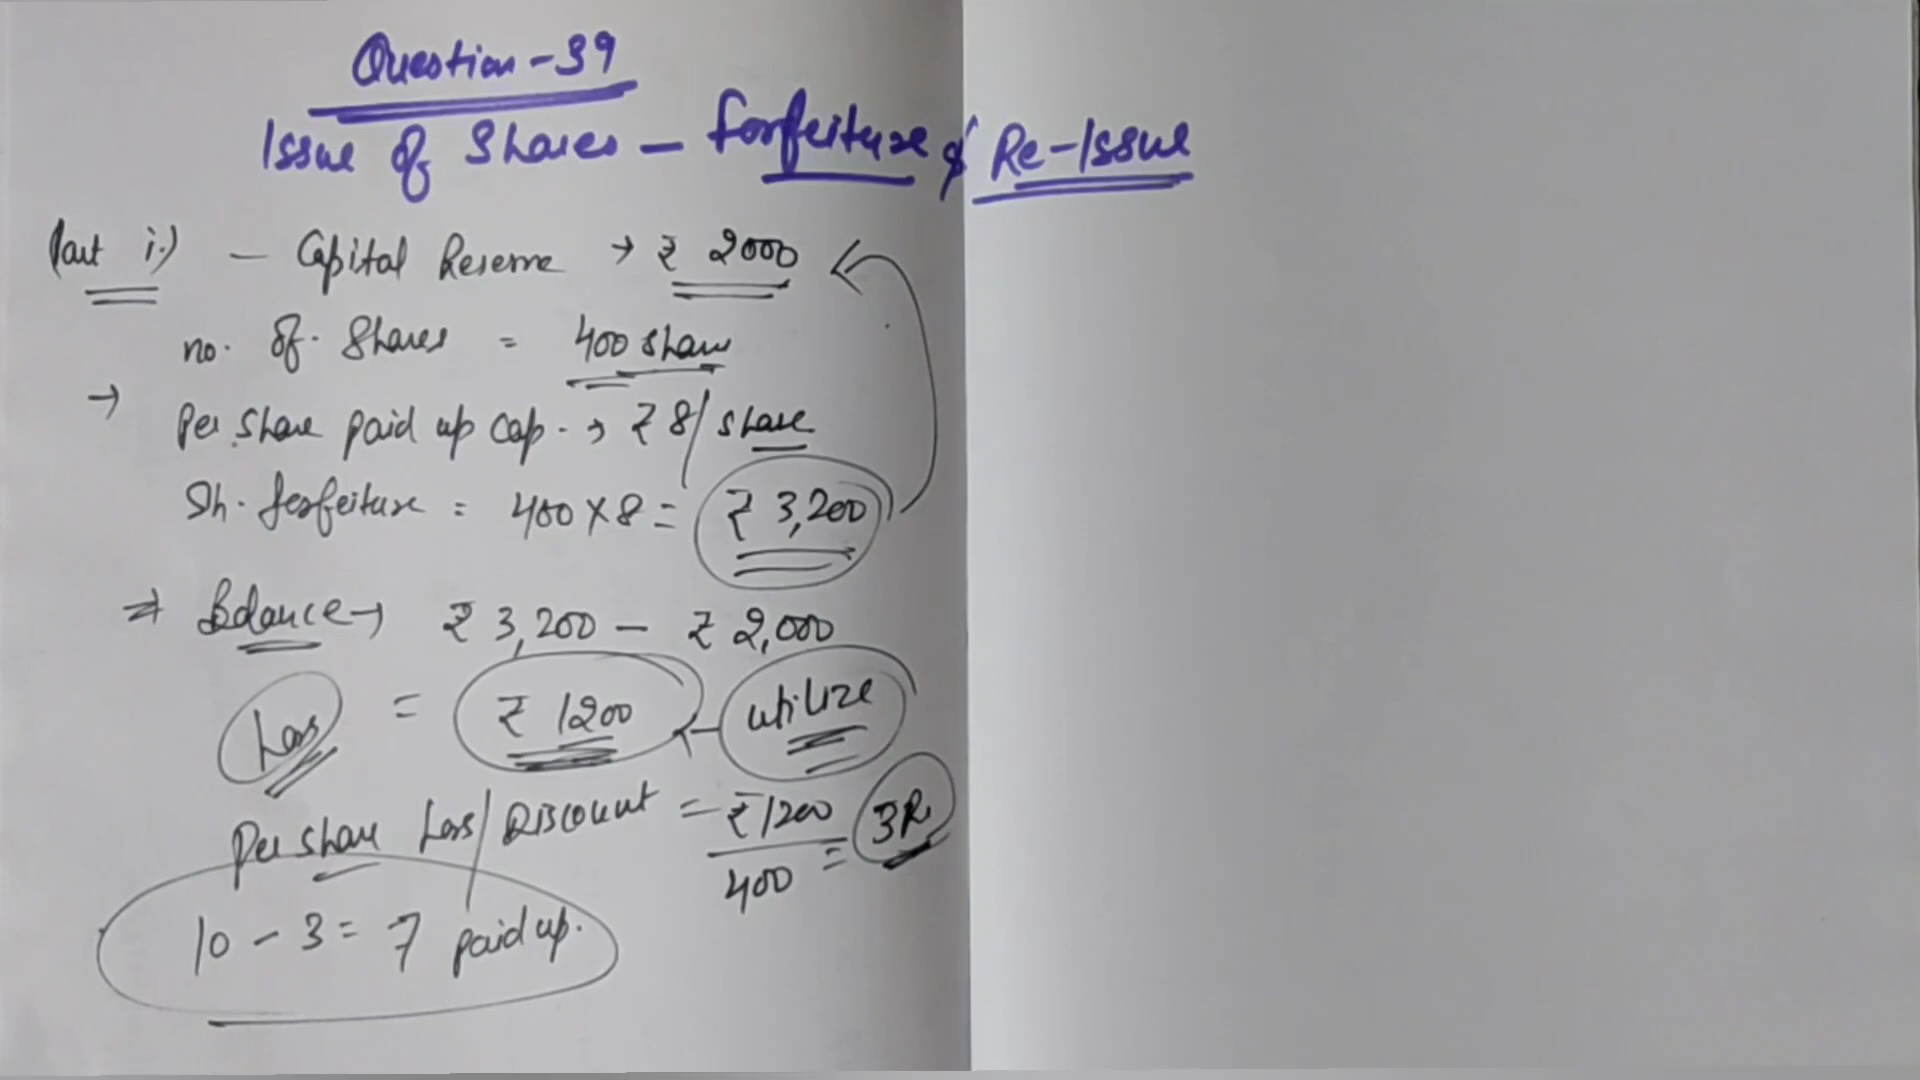 Question-39
Issue of Shares - Forfeiture & Re-Issue
Part i.) - Capital Reserve → ₹ 2000
no. of. Shares = 400 share
→ Per share paid up cap. → ₹ 8/share
Sh. forfeiture = 400 × 8 = ₹ 3,200
⇒ Balance → ₹ 3,200 - ₹ 2,000
Loss = ₹ 1200 ← utilize
Per share Loss/Discount = ₹1200/400 = 3R.
10 - 3 = 7 paid up.